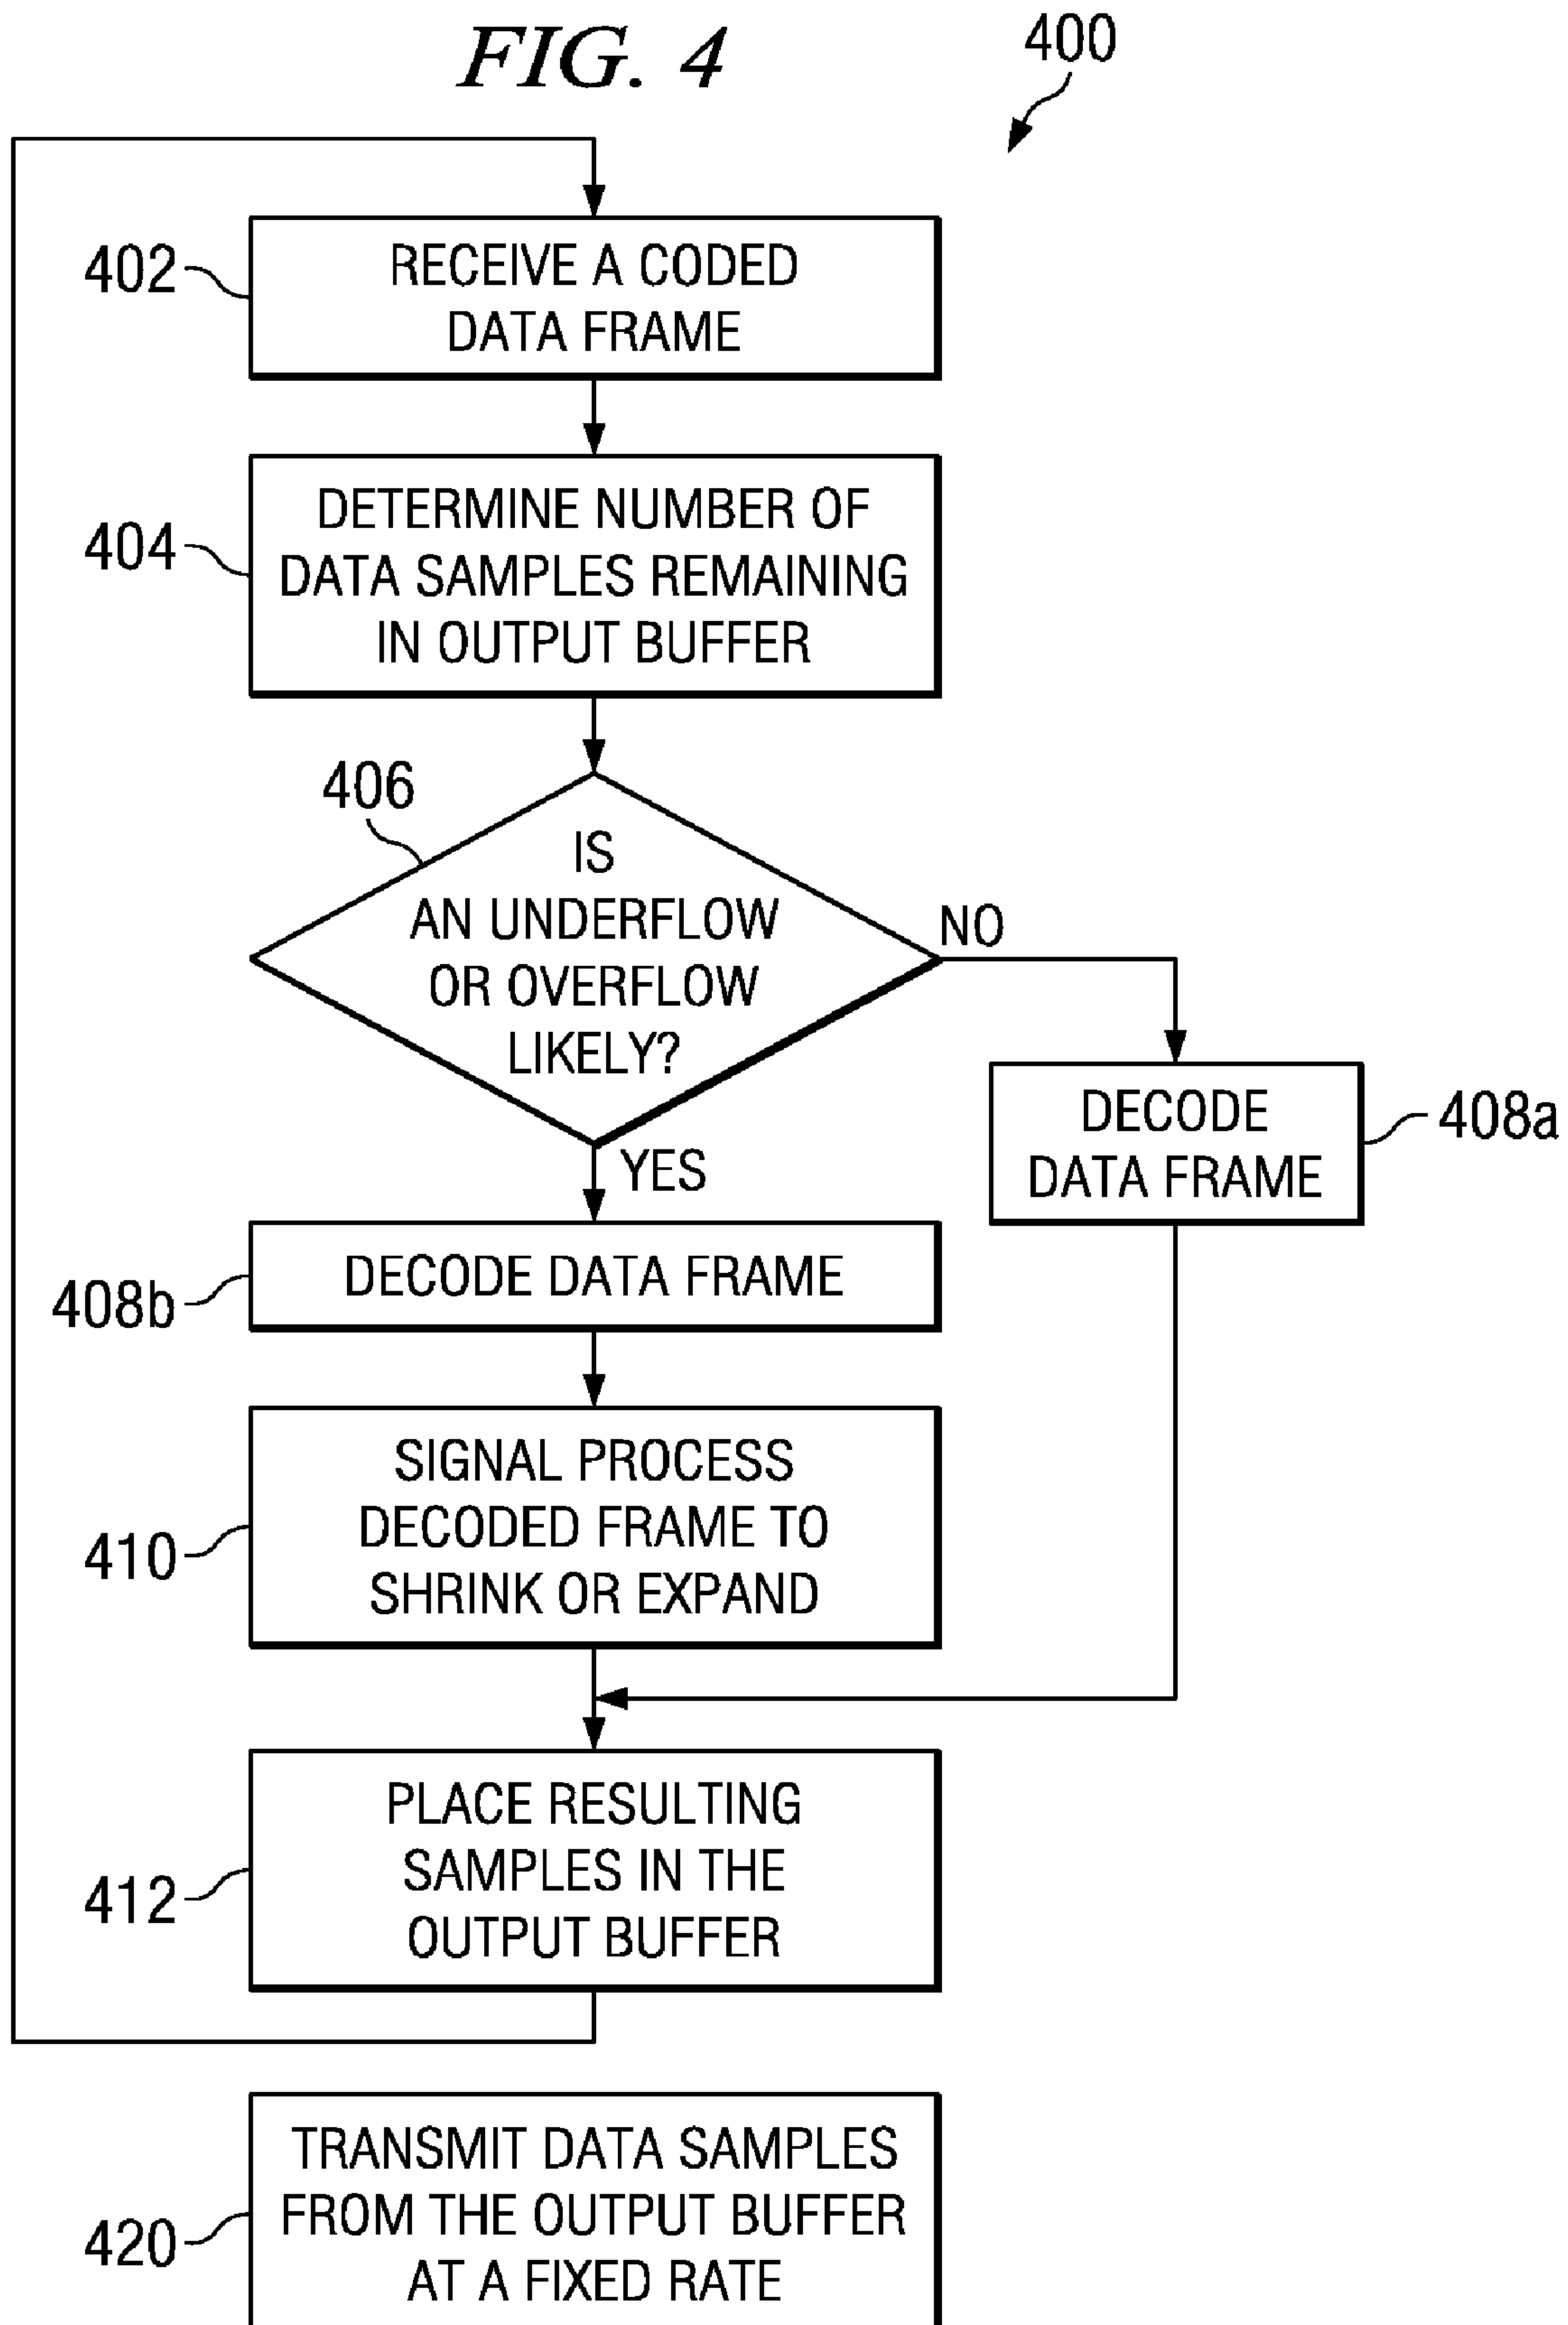 FIG. 4
400
402
RECEIVE A CODED
DATA FRAME
404
DETERMINE NUMBER OF
DATA SAMPLES REMAINING
IN OUTPUT BUFFER
406
IS
AN UNDERFLOW
OR OVERFLOW
LIKELY?
NO
YES
DECODE
DATA FRAME
408a
408b
DECODE DATA FRAME
410
SIGNAL PROCESS
DECODED FRAME TO
SHRINK OR EXPAND
412
PLACE RESULTING
SAMPLES IN THE
OUTPUT BUFFER
420
TRANSMIT DATA SAMPLES
FROM THE OUTPUT BUFFER
AT A FIXED RATE